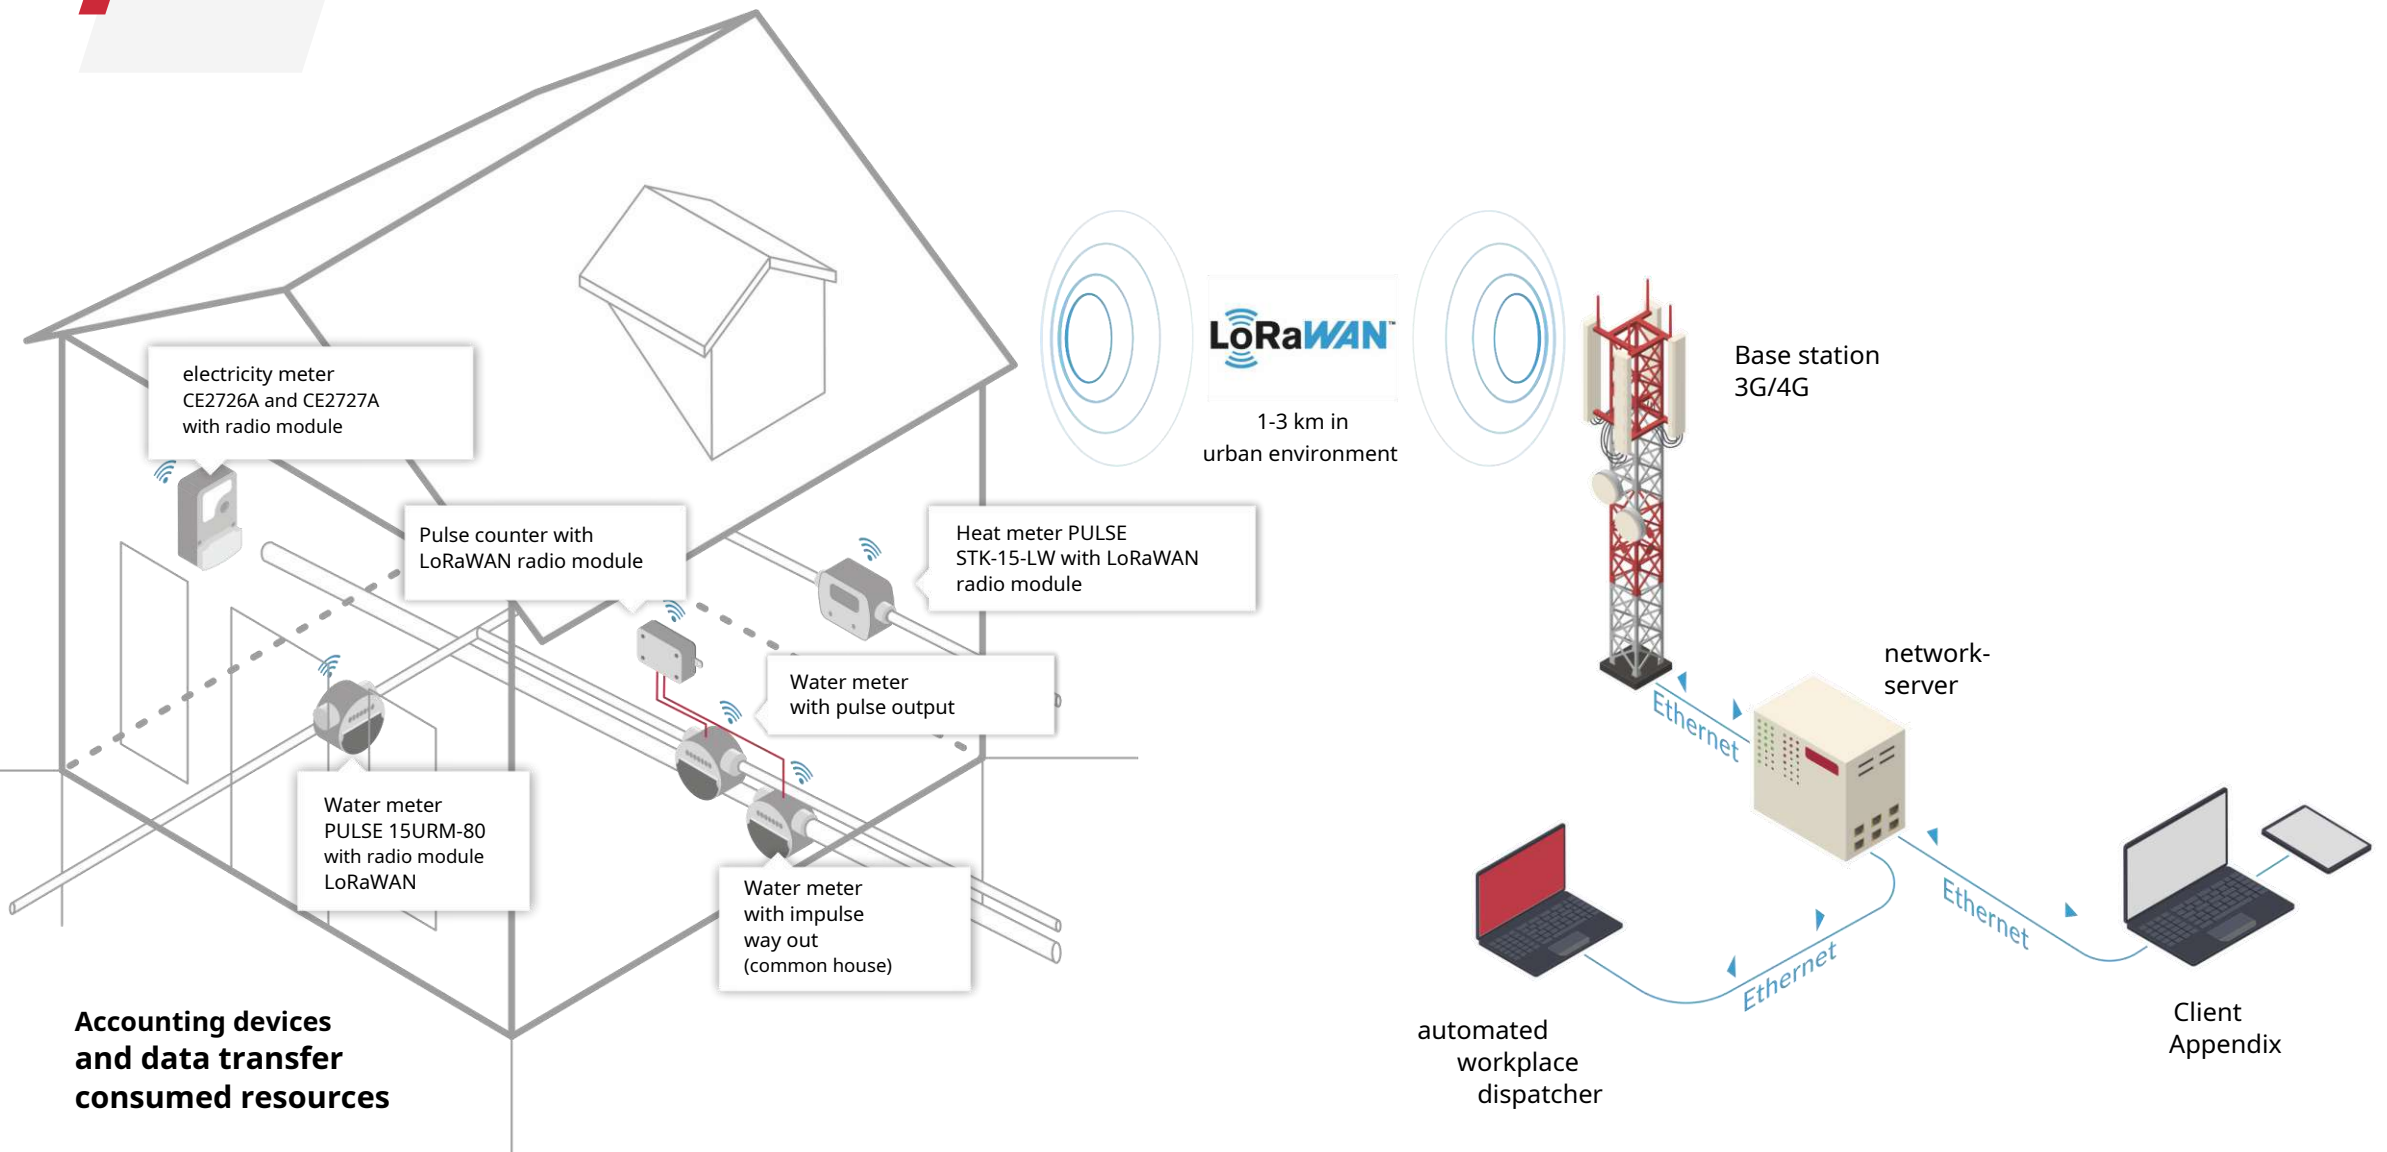 electricity meter
CE2726A and CE2727A
with radio module
Pulse counter with
LoRaWAN radio module
Heat meter PULSE
STK-15-LW with LoRaWAN
radio module
Water meter
with pulse output
Water meter
PULSE 15URM-80
with radio module
LoRaWAN
Water meter
with impulse
way out
(common house)
Accounting devices
and data transfer
consumed resources
LoRaWAN™
1-3 km in
urban environment
Base station
3G/4G
Ethernet
network-
server
Ethernet
Ethernet
automated
workplace
dispatcher
Client
Appendix